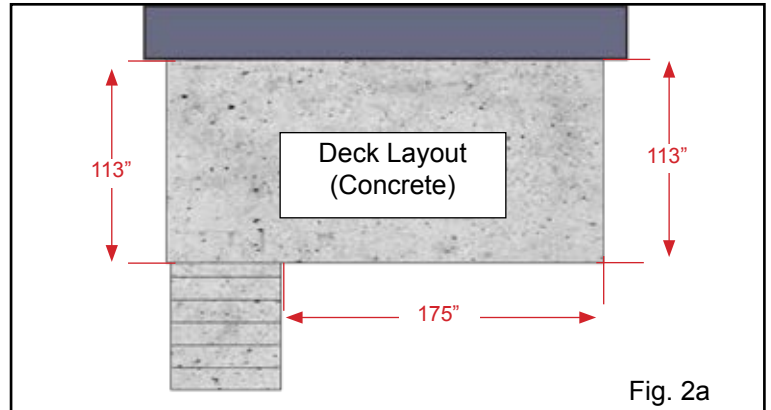 Deck Layout
(Concrete)
113”
113”
175”
Fig. 2a